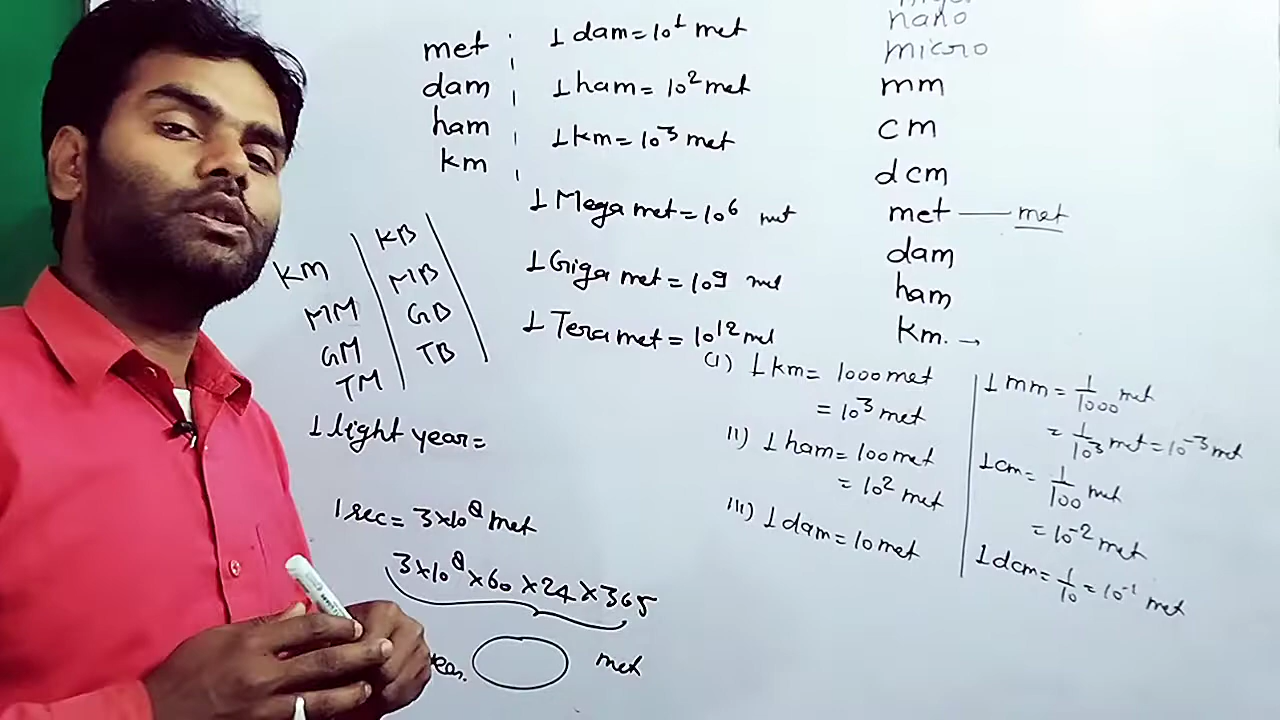 met
dam
ham
km
1 dam = 10¹ met
1 ham = 10² met
1 km = 10³ met
1 Mega met = 10⁶ met
1 Giga met = 10⁹ met
1 Tera met = 10¹² met
KM
MM
GM
TM
KB
MB
GB
TB
1 light year =
1 sec = 3×10⁸ met
3×10⁸×60×24×365
met
nano
micro
mm
cm
dcm
met — met
dam
ham
Km. →
(I) 1 km = 1000 met
= 10³ met
II) 1 ham = 100 met
= 10² met
III) 1 dam = 10 met
1 mm = 1/1000 met
= 1/10³ met = 10⁻³ met
1 cm = 1/100 met
= 10⁻² met
1 dcm = 1/10 = 10⁻¹ met